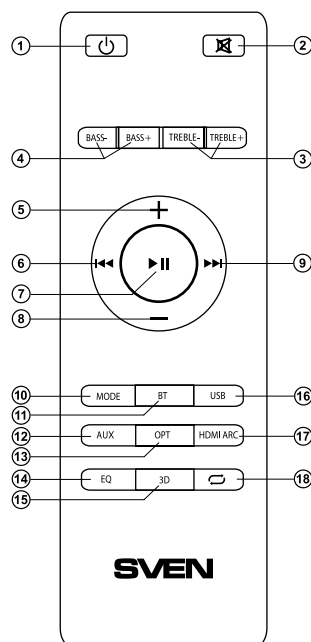 1 2
BASS- BASS+ TREBLE- TREBLE+
4 3
5
6 9
7
8
10 MODE BT USB 16
11
12 AUX OPT HDMI ARC 17
13
14 EQ 3D 18
15
SVEN